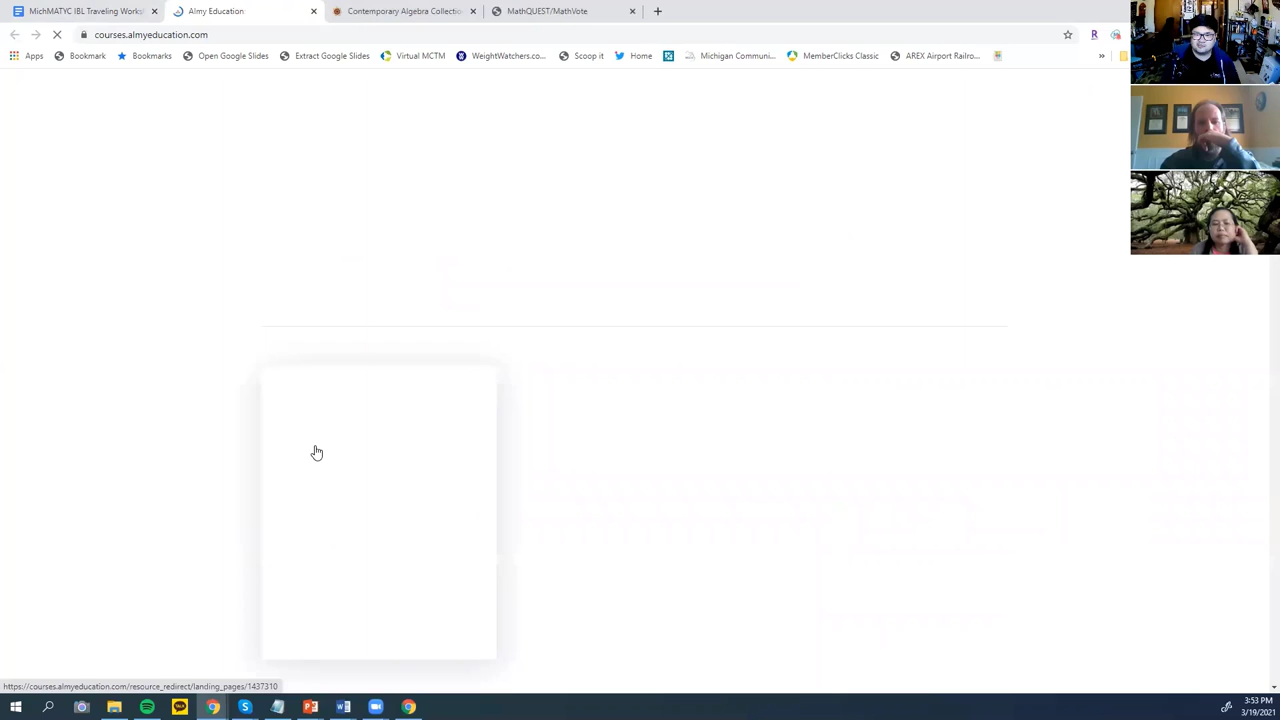 MichMATYC IBL Traveling Works
Almy Education
Contemporary Algebra Collectio
MathQUEST/MathVote
courses.almyeducation.com
Apps
Bookmark
Bookmarks
Open Google Slides
Extract Google Slides
Virtual MCTM
WeightWatchers.co...
Scoop it
Home
Michigan Communi...
MemberClicks Classic
AREX Airport Railro...
https://courses.almyeducation.com/resource_redirect/landing_pages/1437310
3:53 PM
3/19/2021